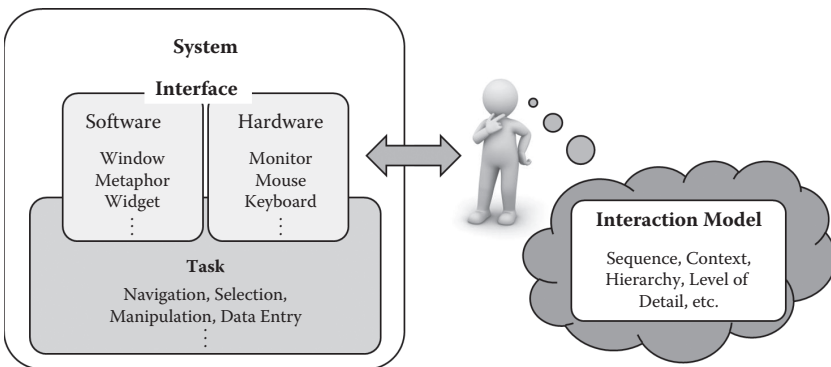 System
Interface
Software
Window
Metaphor
Widget
⋮
Hardware
Monitor
Mouse
Keyboard
⋮
Task
Navigation, Selection,
Manipulation, Data Entry
⋮
Interaction Model
Sequence, Context,
Hierarchy, Level of
Detail, etc.